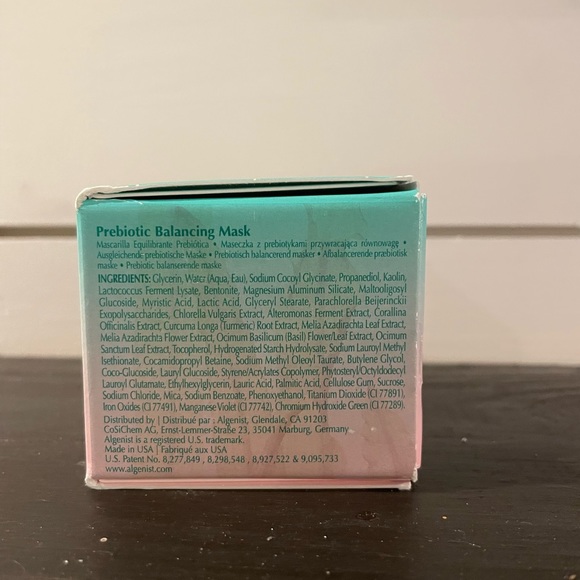 Prebiotic Balancing Mask
Mascarilla Equilibrante Prebiótica • Maseczka z prebiotykami przywracająca równowagę •
Ausgleichende prebiotische Maske • Prebiotisch balancerend masker • Afbalancerende præbiotisk
maske • Prebiotic balanserende maske
INGREDIENTS: Glycerin, Water (Aqua, Eau), Sodium Cocoyl Glycinate, Propanediol, Kaolin,
Lactococcus Ferment Lysate, Bentonite, Magnesium Aluminum Silicate, Maltooligosyl
Glucoside, Myristic Acid, Lactic Acid, Glyceryl Stearate, Parachlorella Beijerinckii
Exopolysaccharides, Chlorella Vulgaris Extract, Alteromonas Ferment Extract, Corallina
Officinalis Extract, Curcuma Longa (Turmeric) Root Extract, Melia Azadirachta Leaf Extract,
Melia Azadirachta Flower Extract, Ocimum Basilicum (Basil) Flower/Leaf Extract, Ocimum
Sanctum Leaf Extract, Tocopherol, Hydrogenated Starch Hydrolysate, Sodium Lauroyl Methyl
Isethionate, Cocamidopropyl Betaine, Sodium Methyl Oleoyl Taurate, Butylene Glycol,
Coco-Glucoside, Lauryl Glucoside, Styrene/Acrylates Copolymer, Phytosteryl/Octyldodecyl
Lauroyl Glutamate, Ethylhexylglycerin, Lauric Acid, Palmitic Acid, Cellulose Gum, Sucrose,
Sodium Chloride, Mica, Sodium Benzoate, Phenoxyethanol, Titanium Dioxide (CI 77891),
Iron Oxides (CI 77491), Manganese Violet (CI 77742), Chromium Hydroxide Green (CI 77289).
Distributed by | Distribué par : Algenist, Glendale, CA 91203
CoSiChem AG, Ernst-Lemmer-Straße 23, 35041 Marburg, Germany
Algenist is a registered U.S. trademark.
Made in USA | Fabriqué aux USA
U.S. Patent No. 8,277,849 , 8,298,548 , 8,927,522 & 9,095,733
www.algenist.com